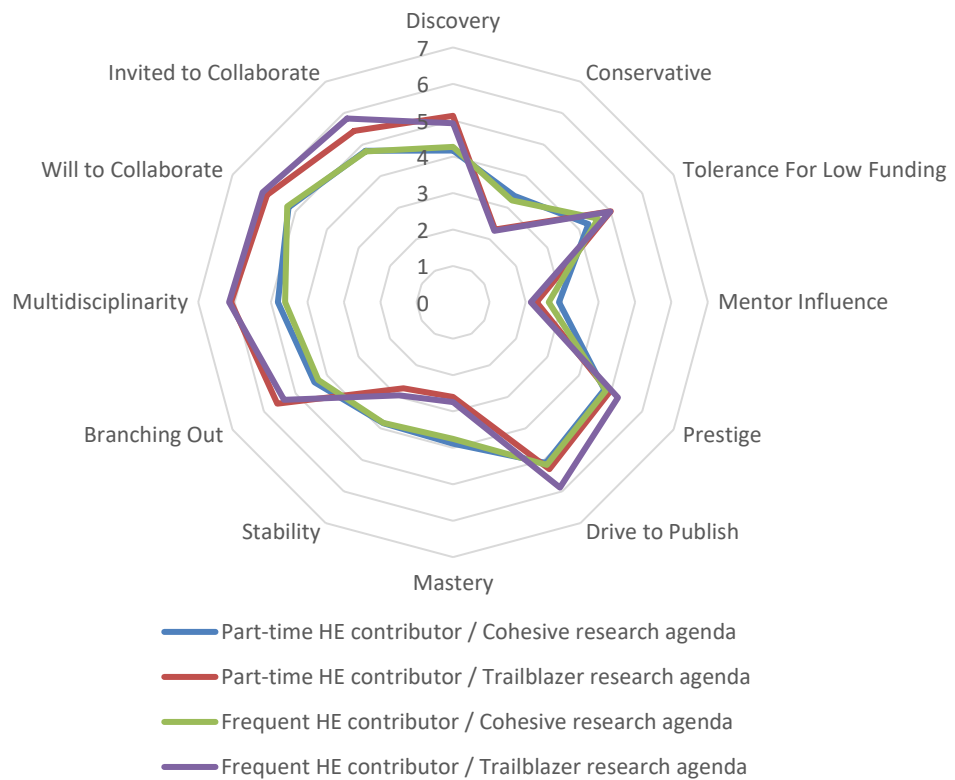 Discovery
Conservative
Tolerance For Low Funding
Mentor Influence
Prestige
Drive to Publish
Mastery
Stability
Branching Out
Multidisciplinarity
Will to Collaborate
Invited to Collaborate
7
6
5
4
3
2
1
0
Part-time HE contributor / Cohesive research agenda
Part-time HE contributor / Trailblazer research agenda
Frequent HE contributor / Cohesive research agenda
Frequent HE contributor / Trailblazer research agenda